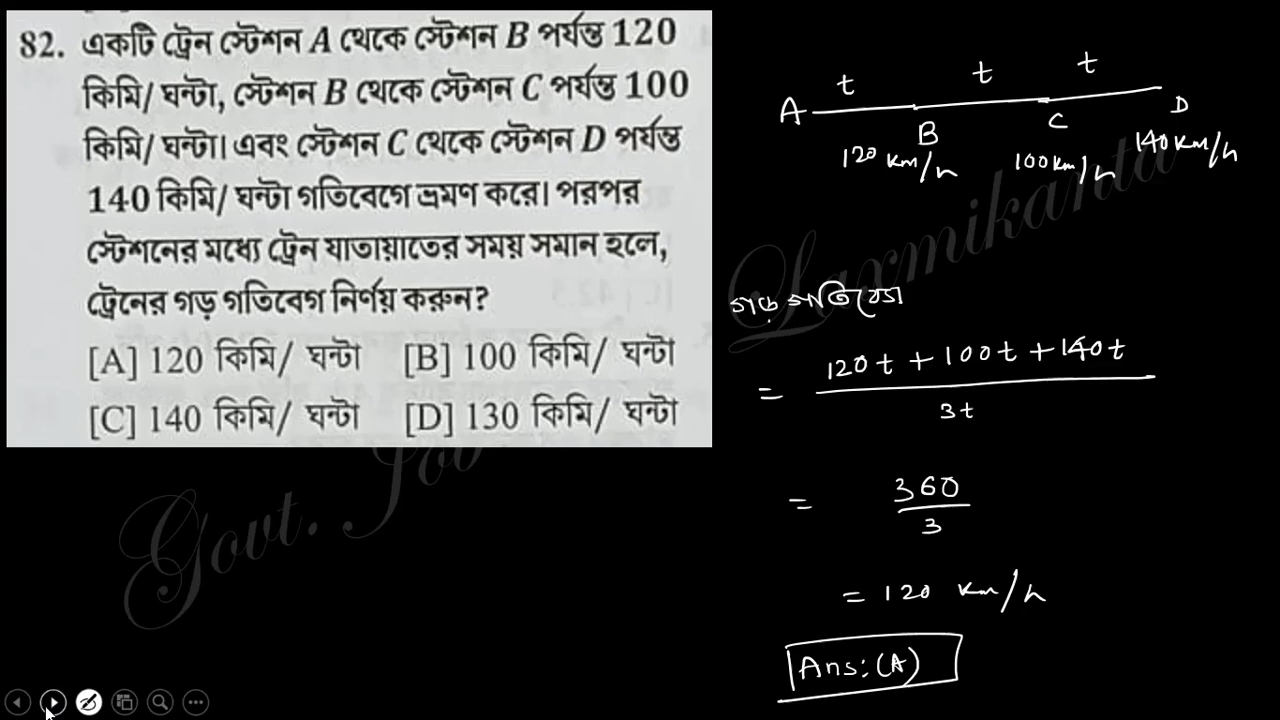 82. একটি ট্রেন স্টেশন A থেকে স্টেশন B পর্যন্ত 120
কিমি/ ঘন্টা, স্টেশন B থেকে স্টেশন C পর্যন্ত 100
কিমি/ ঘন্টা। এবং স্টেশন C থেকে স্টেশন D পর্যন্ত
140 কিমি/ ঘন্টা গতিবেগে ভ্রমণ করে। পরপর
স্টেশনের মধ্যে ট্রেন যাতায়াতের সময় সমান হলে,
ট্রেনের গড় গতিবেগ নির্ণয় করুন?
[A] 120 কিমি/ ঘন্টা [B] 100 কিমি/ ঘন্টা
[C] 140 কিমি/ ঘন্টা [D] 130 কিমি/ ঘন্টা
t t t
A B C D
120 km/h 100 km/h 140 km/h
গড় গতিবেগ
= 120t + 100t + 140t
3t
= 360
3
= 120 km/h
Ans: (A)
Laxmikanta
Govt. Job